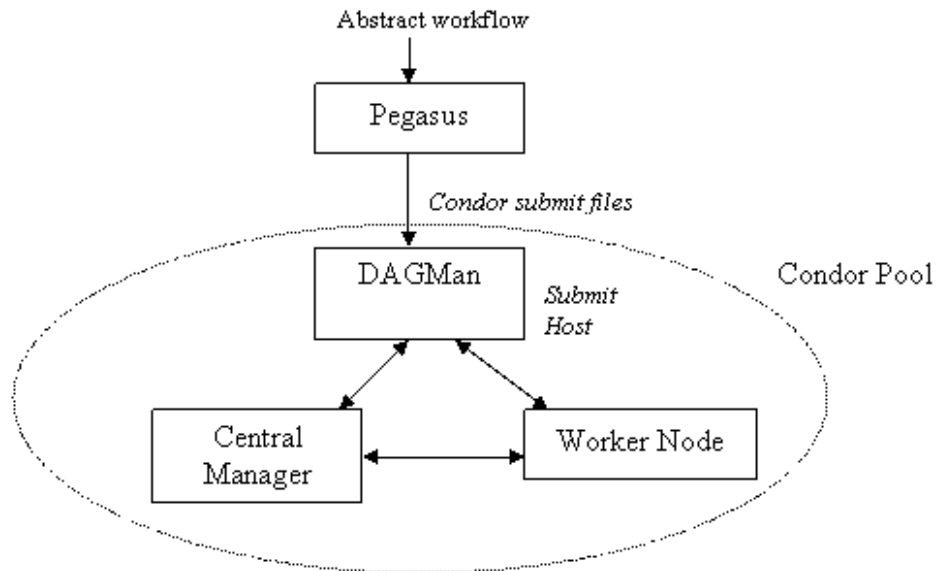 Abstract workflow
Pegasus
Condor submit files
DAGMan
Condor Pool
Submit
Host
Central
Manager
Worker Node